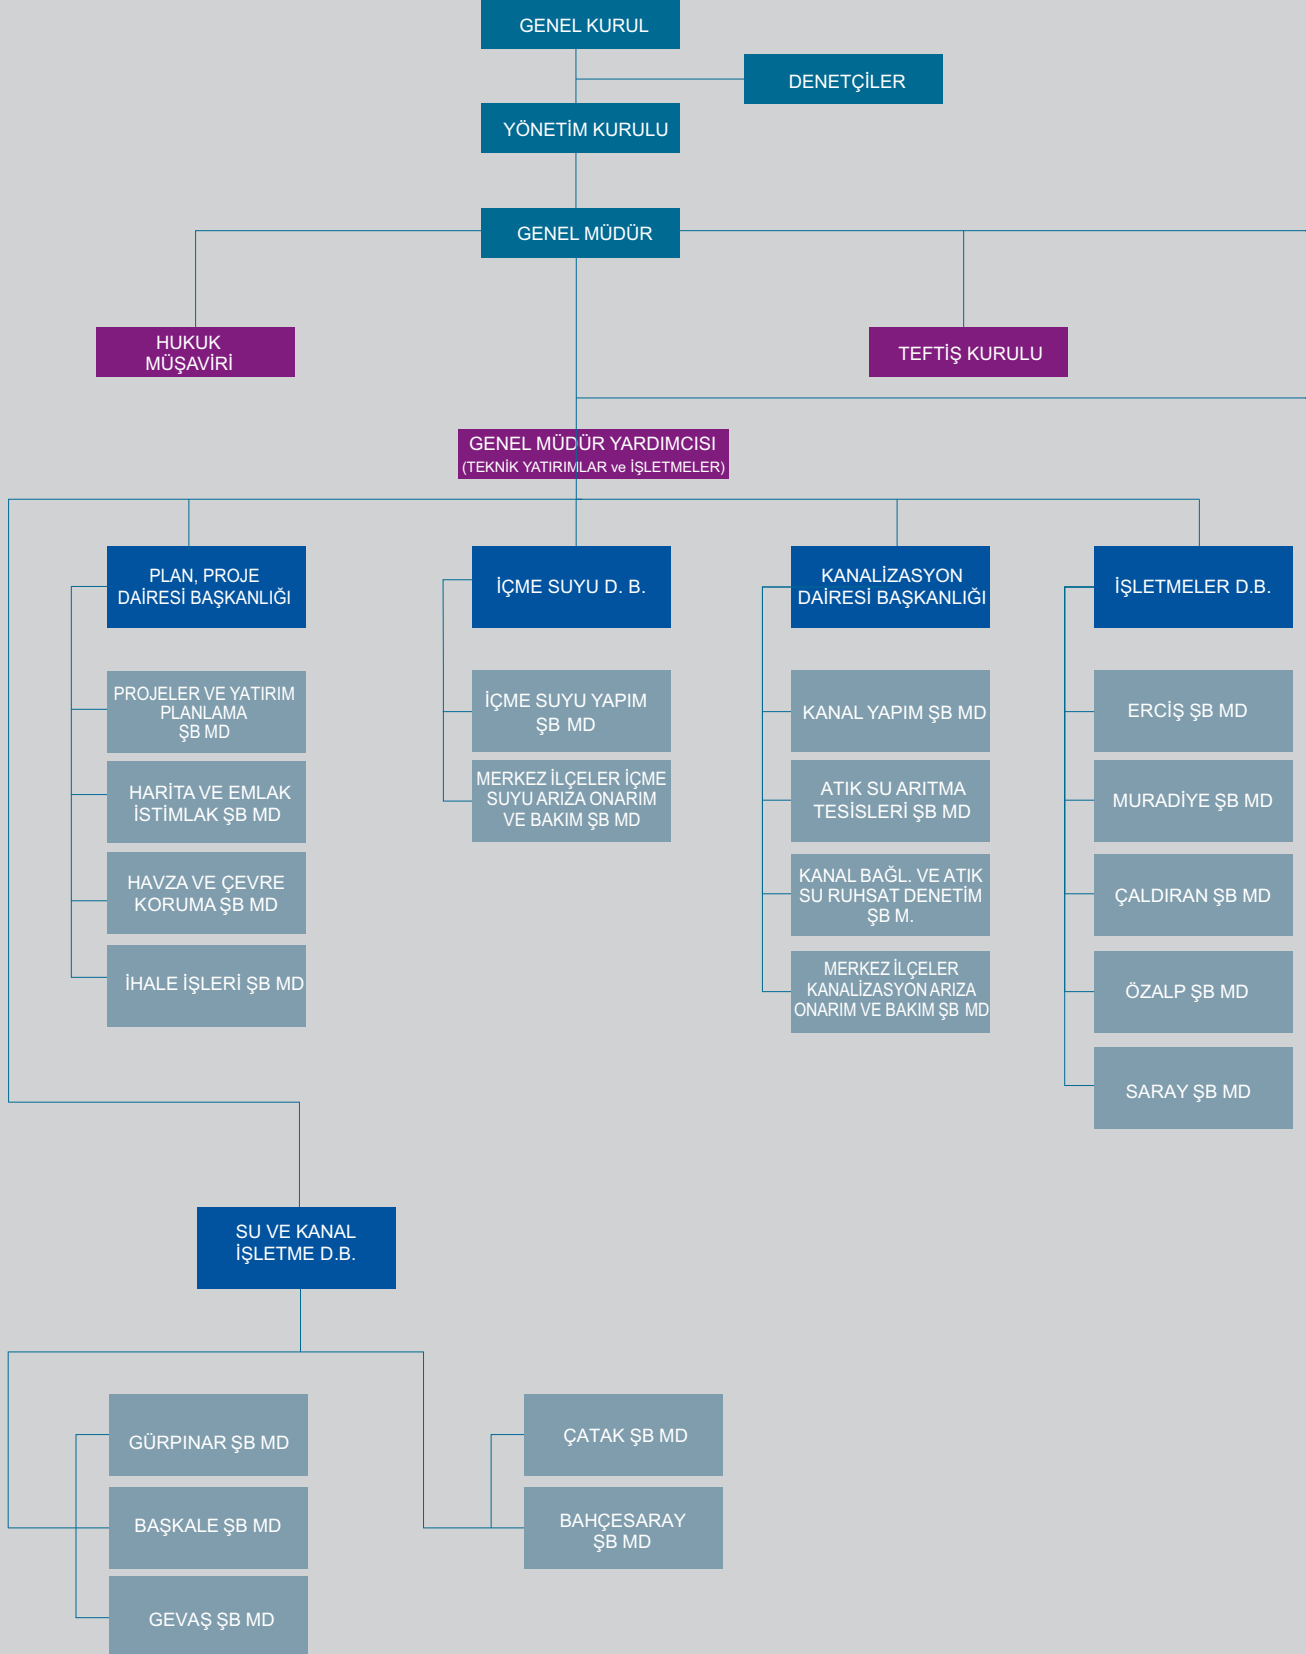 GENEL KURUL
DENETÇİLER
YÖNETİM KURULU
GENEL MÜDÜR
HUKUK
MÜŞAVİRİ
TEFTİŞ KURULU
GENEL MÜDÜR YARDIMCISI
(TEKNİK YATIRIMLAR ve İŞLETMELER)
PLAN, PROJE
DAİRESİ BAŞKANLIĞI
PROJELER VE YATIRIM
PLANLAMA
ŞB MD
HARİTA VE EMLAK
İSTİMLAK ŞB MD
HAVZA VE ÇEVRE
KORUMA ŞB MD
İHALE İŞLERİ ŞB MD
İÇME SUYU D. B.
İÇME SUYU YAPIM
ŞB MD
MERKEZ İLÇELER İÇME
SUYU ARIZA ONARIM
VE BAKIM ŞB MD
KANALİZASYON
DAİRESİ BAŞKANLIĞI
KANAL YAPIM ŞB MD
ATIK SU ARITMA
TESİSLERİ ŞB MD
KANAL BAĞL. VE ATIK
SU RUHSAT DENETİM
ŞB M.
MERKEZ İLÇELER
KANALİZASYON ARIZA
ONARIM VE BAKIM ŞB MD
İŞLETMELER D.B.
ERCİŞ ŞB MD
MURADİYE ŞB MD
ÇALDIRAN ŞB MD
ÖZALP ŞB MD
SARAY ŞB MD
SU VE KANAL
İŞLETME D.B.
GÜRPINAR ŞB MD
BAŞKALE ŞB MD
GEVAŞ ŞB MD
ÇATAK ŞB MD
BAHÇESARAY
ŞB MD